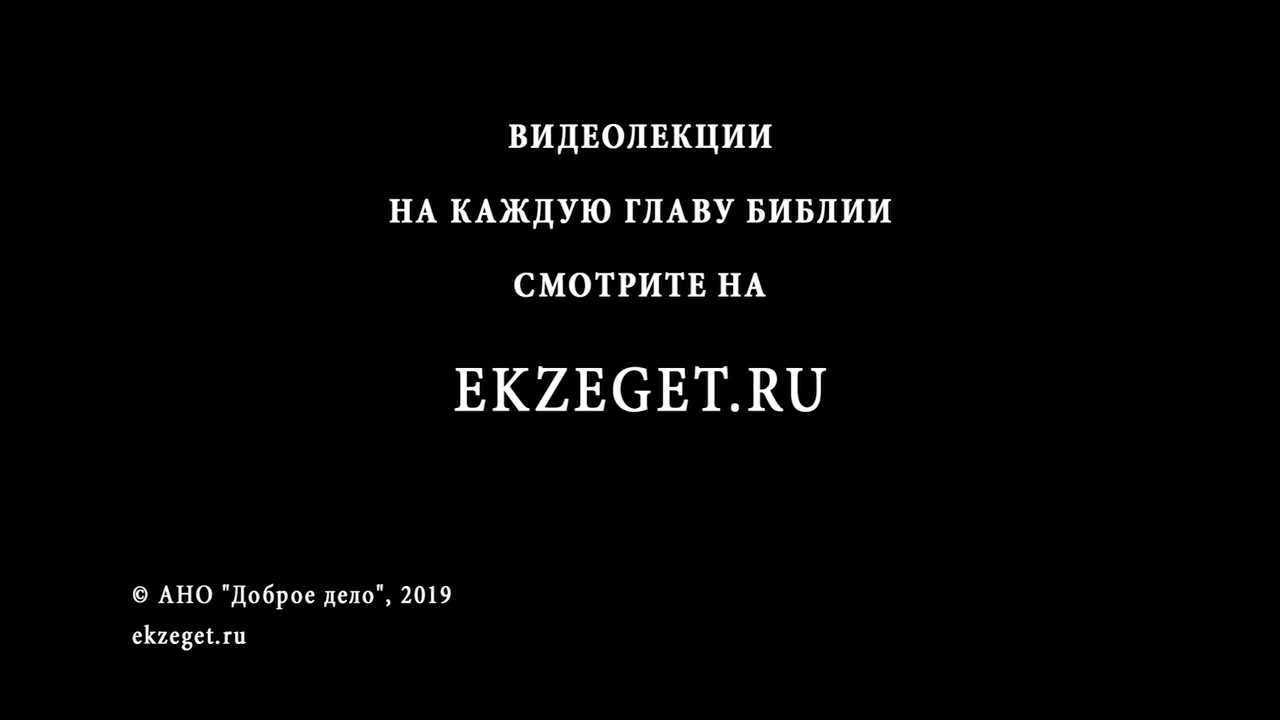 ВИДЕОЛЕКЦИИ
НА КАЖДУЮ ГЛАВУ БИБЛИИ
СМОТРИТЕ НА
EKZEGET.RU
© АНО "Доброе дело", 2019
ekzeget.ru